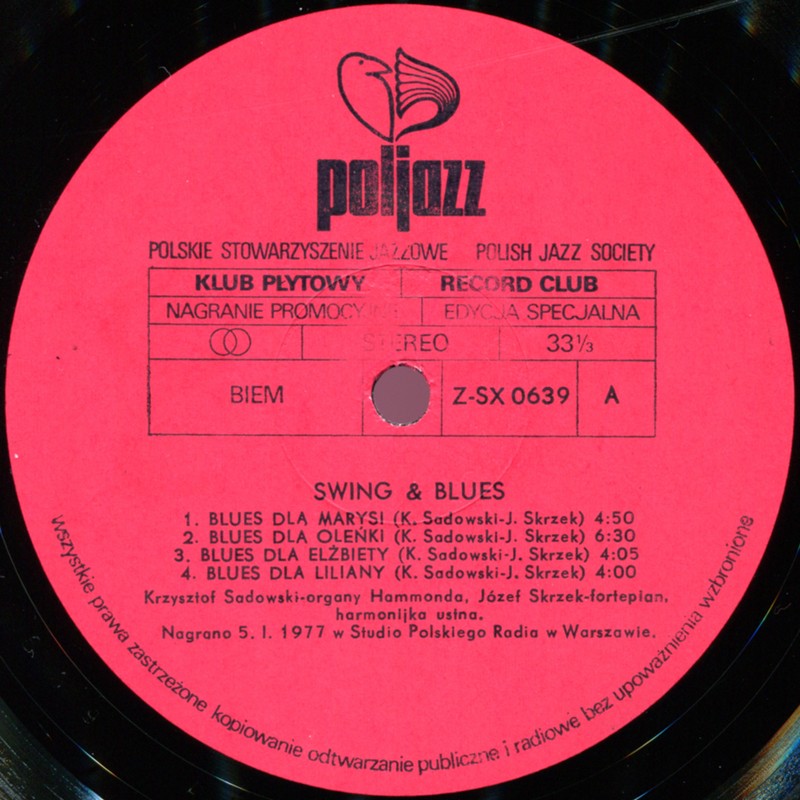 poljazz
POLSKIE STOWARZYSZENIE JAZZOWE POLISH JAZZ SOCIETY
KLUB PŁYTOWY RECORD CLUB
NAGRANIE PROMOCYJNE EDYCJA SPECJALNA
STEREO 33⅓
BIEM Z-SX 0639 A
SWING & BLUES
1. BLUES DLA MARYSI (K. Sadowski-J. Skrzek) 4:50
2. BLUES DLA OLEŃKI (K. Sadowski-J. Skrzek) 6:30
3. BLUES DLA ELŻBIETY (K. Sadowski-J. Skrzek) 4:05
4. BLUES DLA LILIANY (K. Sadowski-J. Skrzek) 4:00
Krzysztof Sadowski-organy Hammonda, Józef Skrzek-fortepian,
harmonijka ustna.
Nagrano 5. I. 1977 w Studio Polskiego Radia w Warszawie.
wszystkie prawa zastrzeżone kopiowanie odtwarzanie publiczne i radiowe bez upoważnienia wzbronione